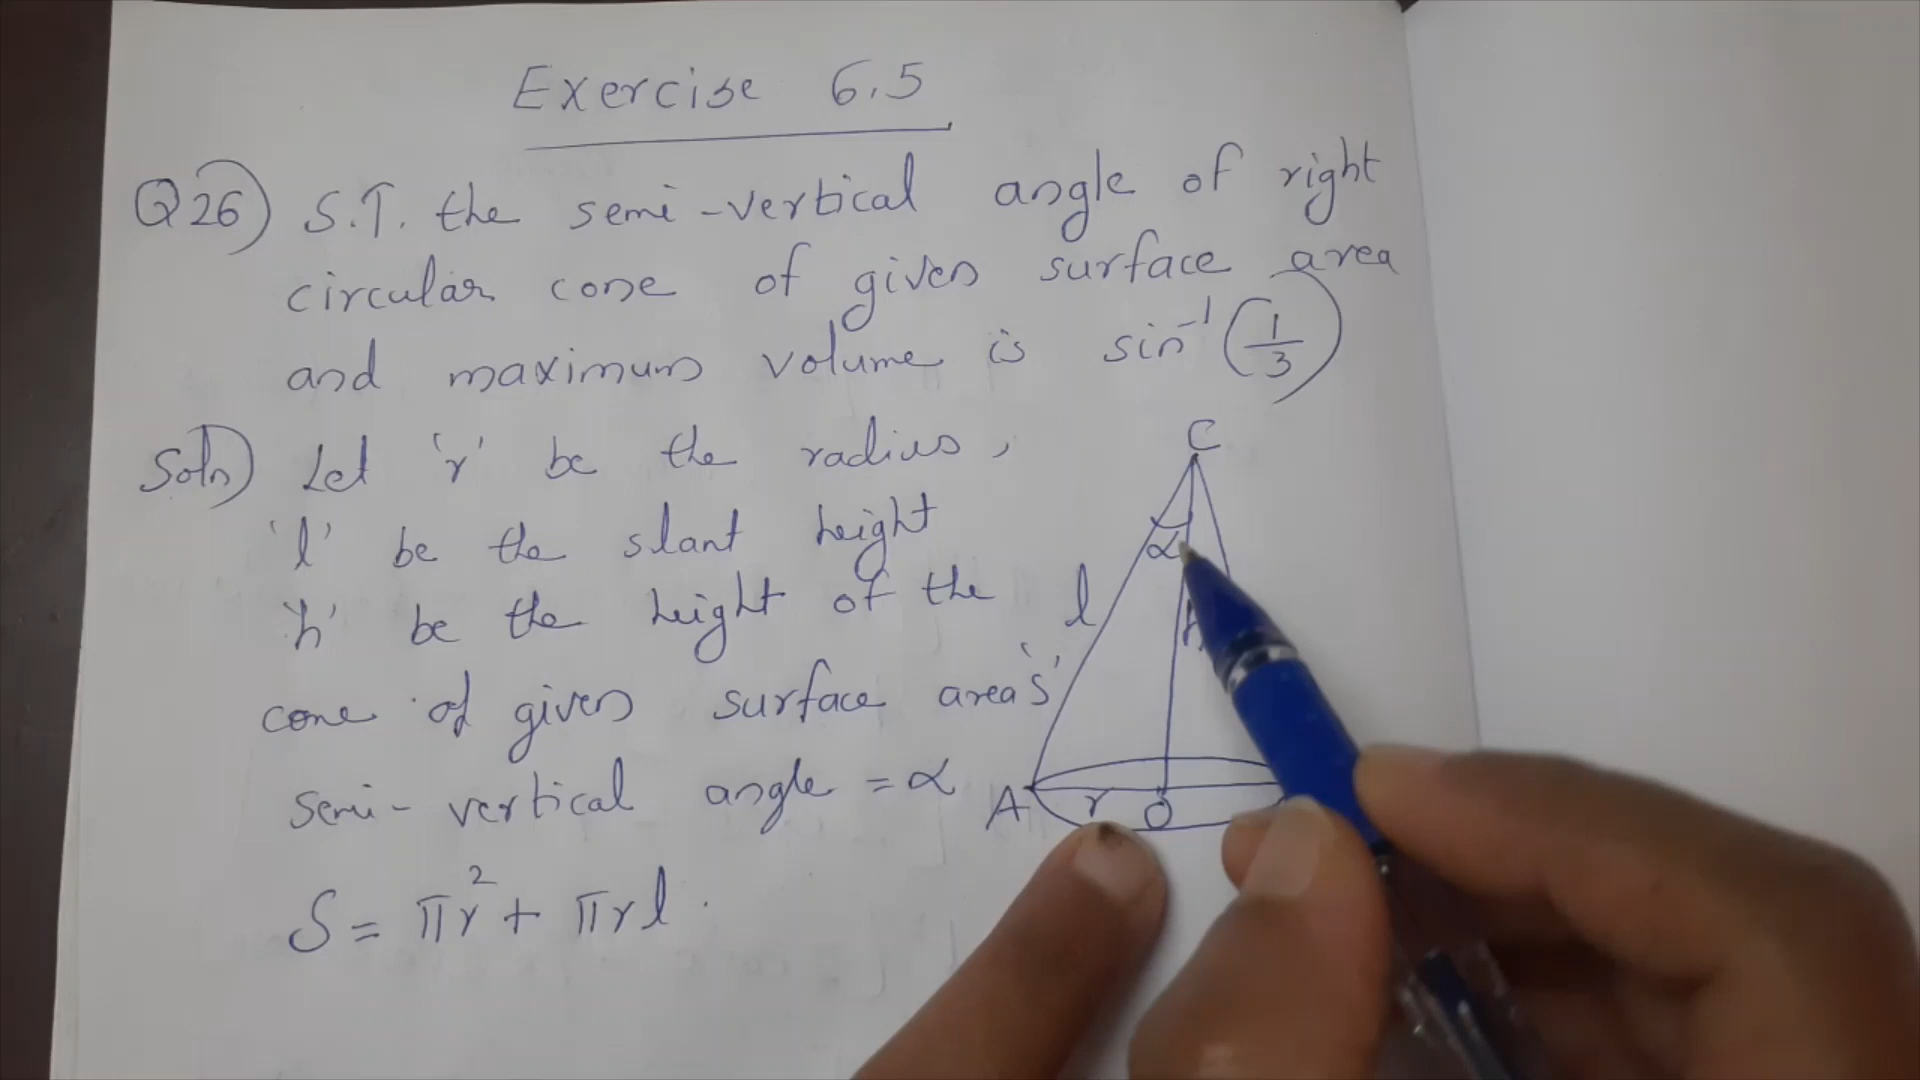 Exercise 6.5
Q26) S.T. the semi-vertical angle of right
circular cone of given surface area
and maximum volume is sin⁻¹(1/3)
Soln) Let 'r' be the radius,
'l' be the slant height
'h' be the height of the
cone of given surface area 's'
semi-vertical angle = α
S = πr² + πrl.
C
α
l
h
A
r
O